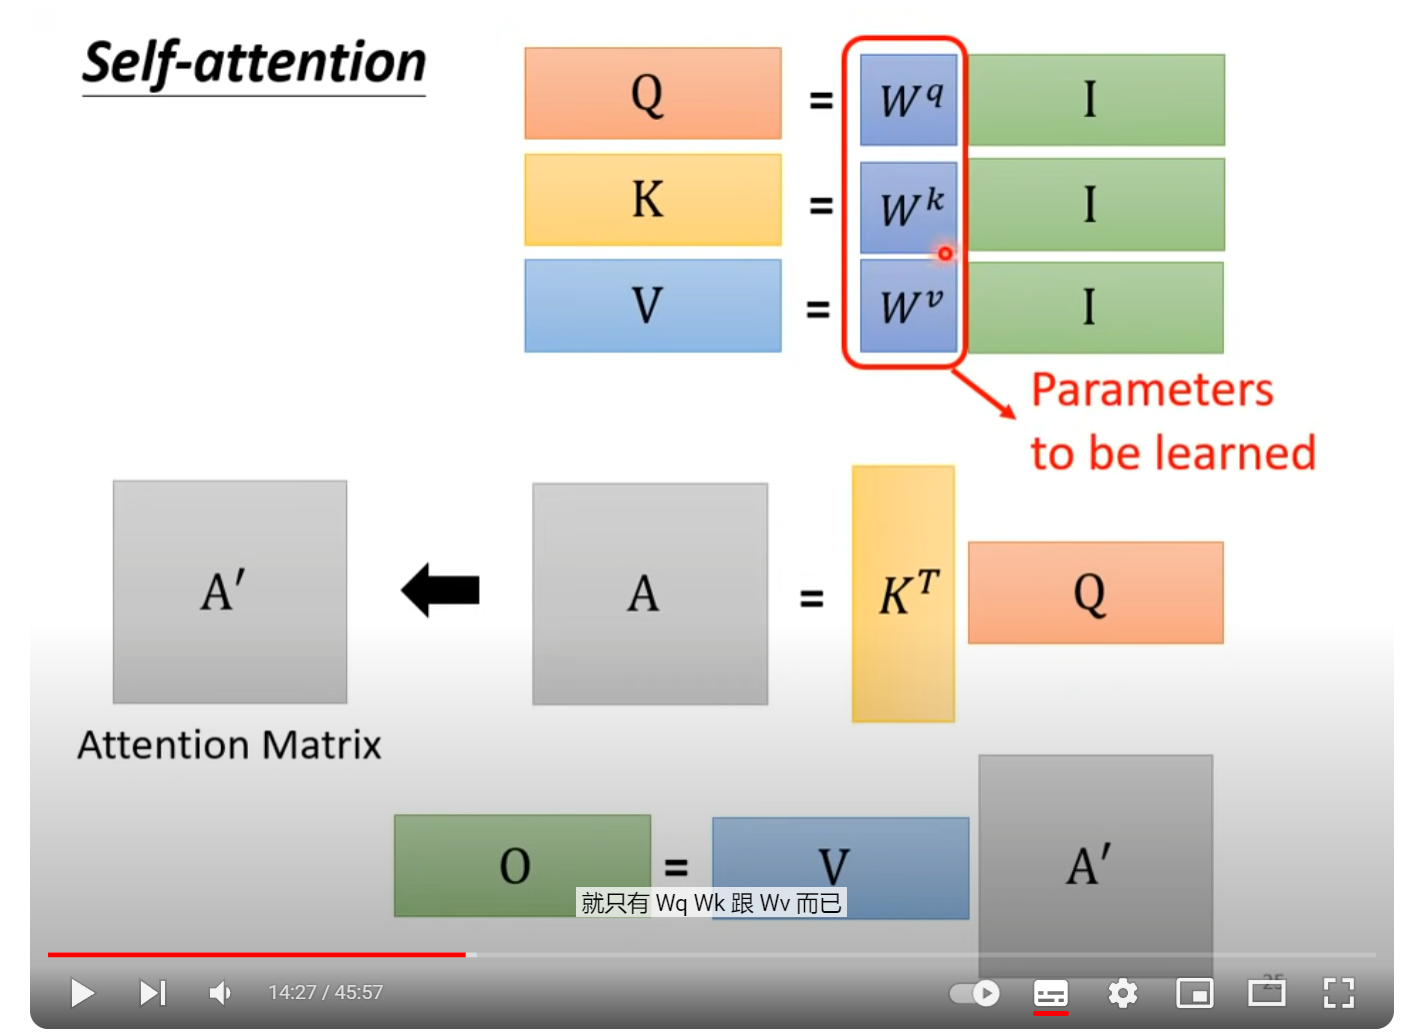 Self-attention
Q = W^q I
K = W^k I
V = W^v I
Parameters
to be learned
A′ A = K^T Q
Attention Matrix
O = V A′
就只有 Wq Wk 跟 Wv 而已
25
14:27 / 45:57